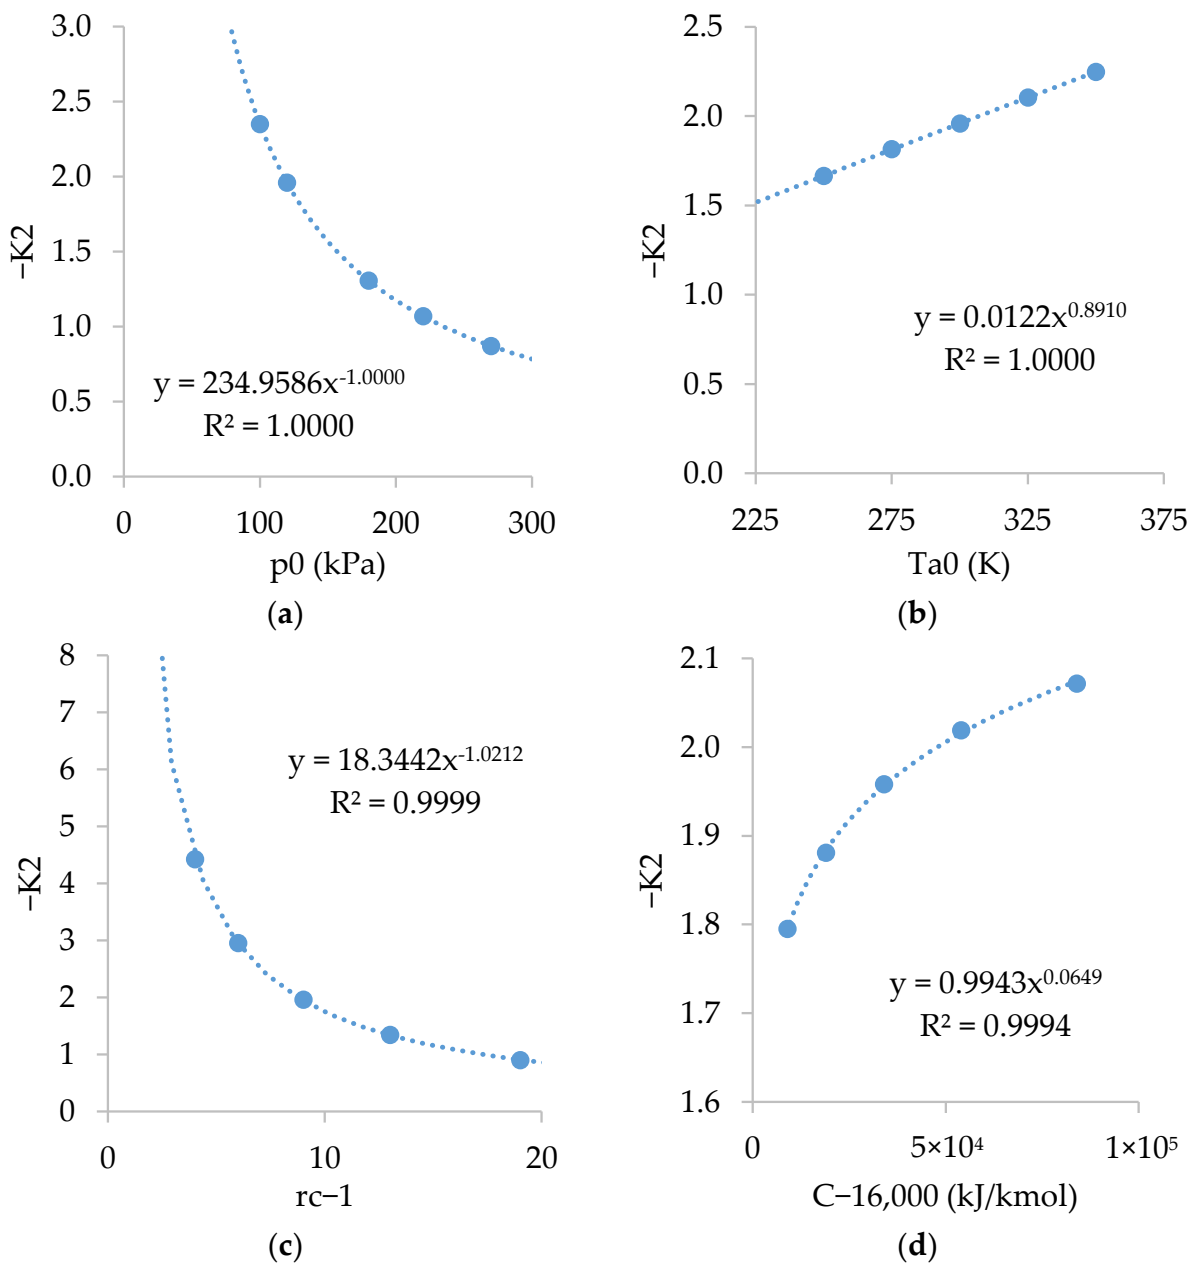 3.0
2.5
2.0
1.5
1.0
0.5
0.0
−K2
y = 234.9586x^-1.0000
R² = 1.0000
0 100 200 300
p0 (kPa)
(a)
2.5
2.0
1.5
1.0
0.5
0.0
−K2
y = 0.0122x^0.8910
R² = 1.0000
225 275 325 375
Ta0 (K)
(b)
8
7
6
5
4
3
2
1
0
−K2
y = 18.3442x^-1.0212
R² = 0.9999
0 10 20
rc−1
(c)
2.1
2.0
1.9
1.8
1.7
1.6
−K2
y = 0.9943x^0.0649
R² = 0.9994
0 5×10⁴ 1×10⁵
C−16,000 (kJ/kmol)
(d)